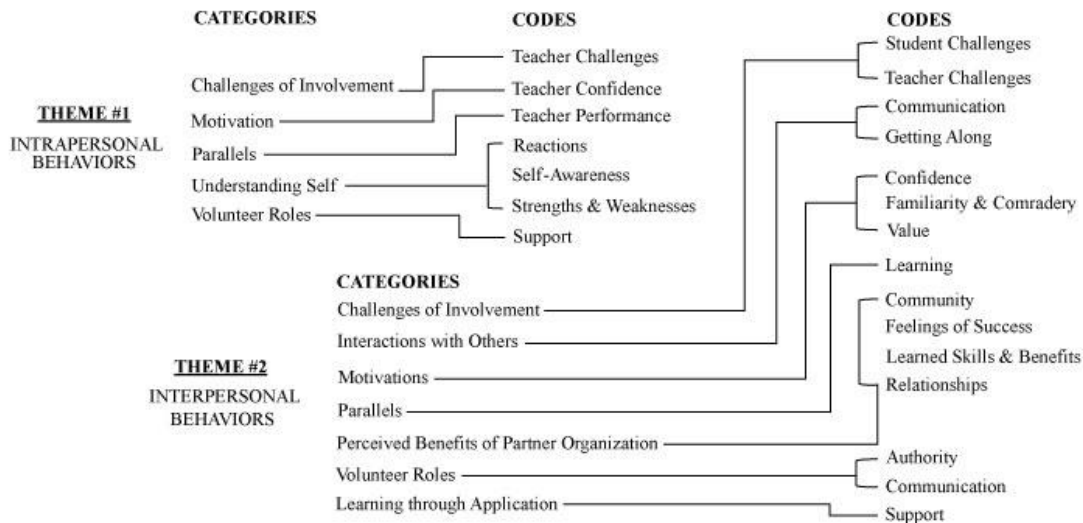 CATEGORIES
CODES
Teacher Challenges
Challenges of Involvement
Teacher Confidence
THEME #1
INTRAPERSONAL
BEHAVIORS
Motivation
Teacher Performance
Parallels
Reactions
Understanding Self
Self-Awareness
Strengths & Weaknesses
Volunteer Roles
Support
CODES
Student Challenges
Teacher Challenges
Communication
Getting Along
Confidence
Familiarity & Comradery
Value
Learning
Community
Feelings of Success
Learned Skills & Benefits
Relationships
Authority
Communication
Support
CATEGORIES
Challenges of Involvement
Interactions with Others
THEME #2
INTERPERSONAL
BEHAVIORS
Motivations
Parallels
Perceived Benefits of Partner Organization
Volunteer Roles
Learning through Application